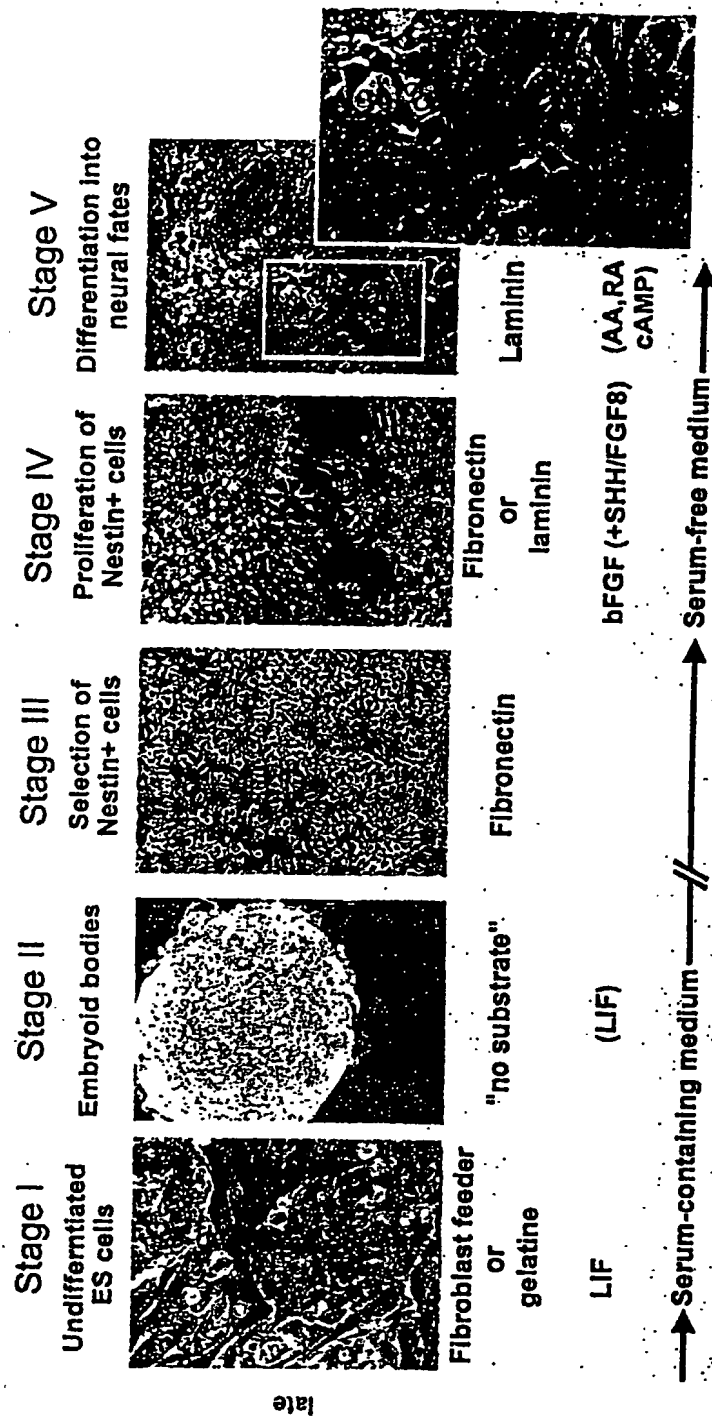 Stage I
Undifferntiated
ES cells
Fibroblast feeder
or
gelatine
LIF
Stage II
Embryoid bodies
"no substrate"
(LIF)
Stage III
Selection of
Nestin+ cells
Fibronectin
Stage IV
Proliferation of
Nestin+ cells
Fibronectin
or
laminin
bFGF (+SHH/FGF8)
Stage V
Differentiation into
neural fates
Laminin
(AA,RA
cAMP)
Serum-containing medium
Serum-free medium
late